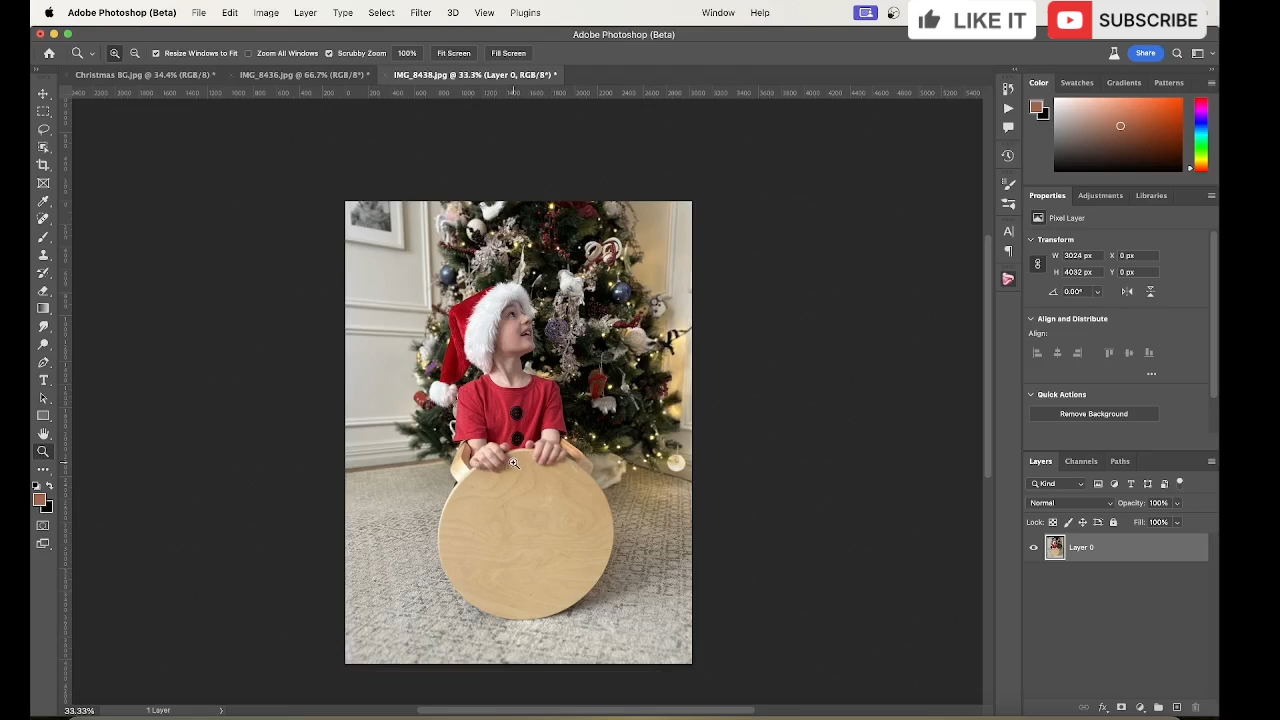 Adobe Photoshop (Beta) File Edit Image Layer Type Select Filter 3D View Plugins Window Help
LIKE IT SUBSCRIBE
Adobe Photoshop (Beta)
Resize Windows to Fit Zoom All Windows Scrubby Zoom 100% Fit Screen Fill Screen Share
Christmas BG.jpg @ 34.4% (RGB/8) * IMG_8436.jpg @ 66.7% (RGB/8*) * IMG_8438.jpg @ 33.3% (Layer 0, RGB/8*) *
Color Swatches Gradients Patterns
Properties Adjustments Libraries
Pixel Layer
Transform
W 3024 px X 0 px
H 4032 px Y 0 px
0.00°
Align and Distribute
Align:
Quick Actions
Remove Background
Layers Channels Paths
Kind
Normal Opacity: 100%
Lock: Fill: 100%
Layer 0
33.33% 1 Layer